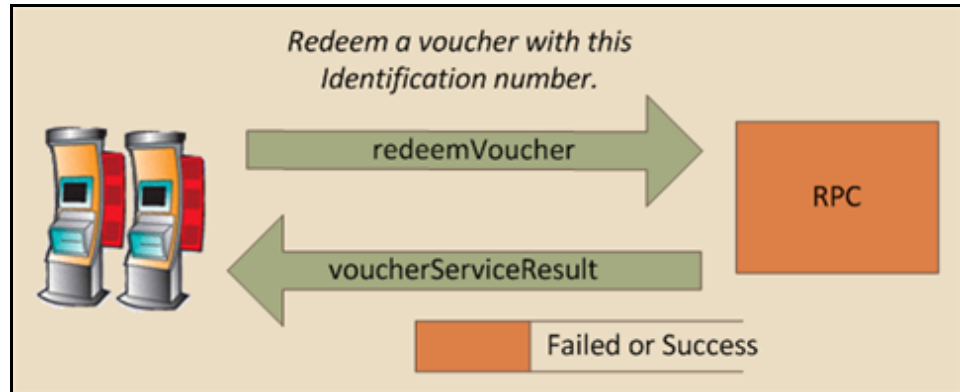 Redeem a voucher with this
Identification number.
redeemVoucher
RPC
voucherServiceResult
Failed or Success